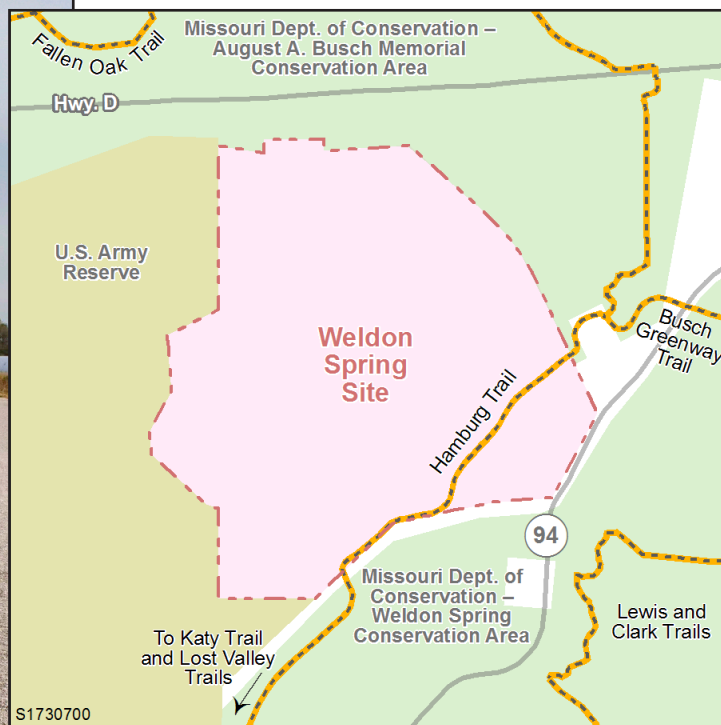 Missouri Dept. of Conservation –
August A. Busch Memorial
Conservation Area
Fallen Oak Trail
Hwy. D
U.S. Army
Reserve
Weldon
Spring
Site
Busch
Greenway
Trail
Hamburg Trail
94
Missouri Dept. of
Conservation –
Weldon Spring
Conservation Area
Lewis and
Clark Trails
To Katy Trail
and Lost Valley
Trails
S1730700